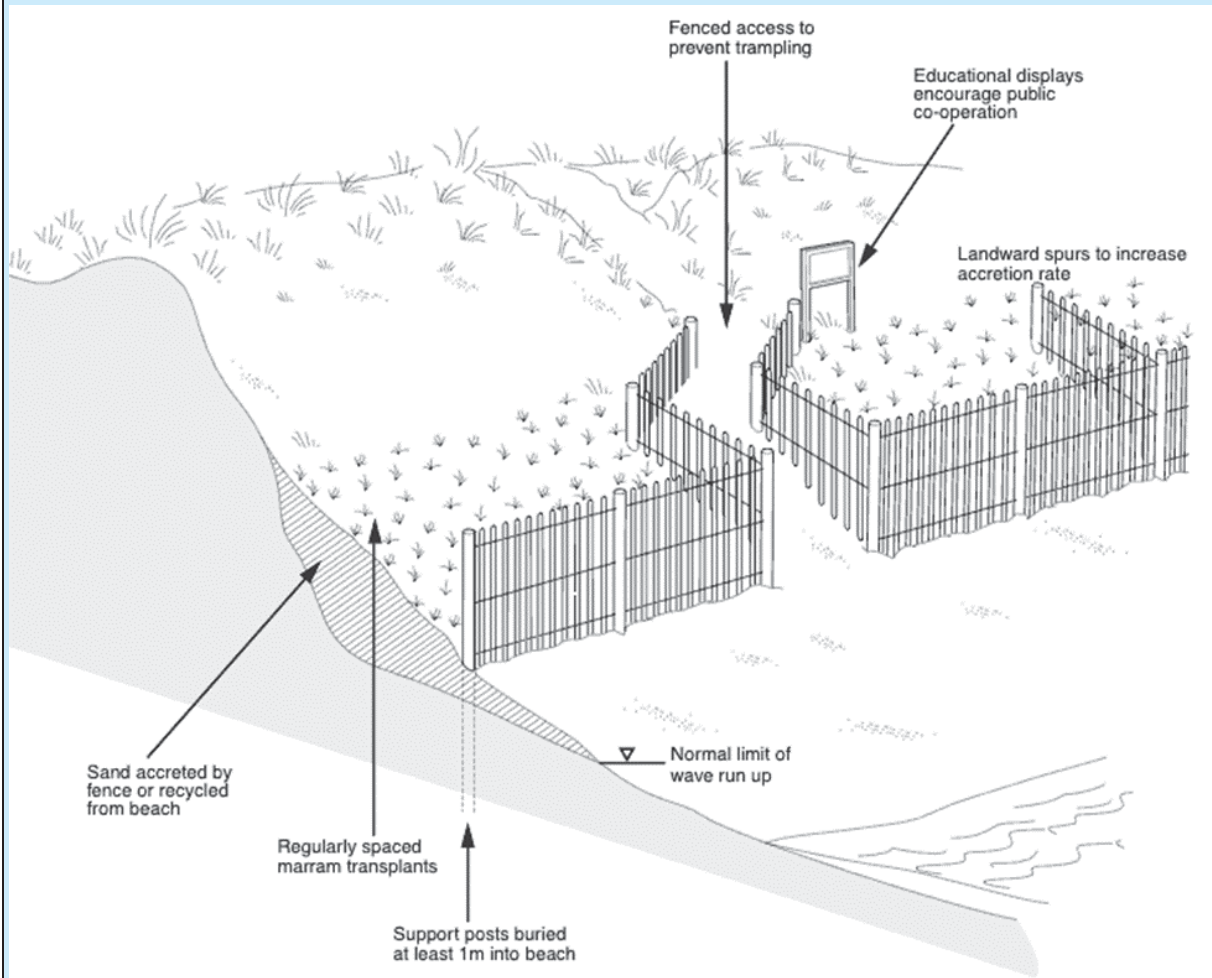 Fenced access to
prevent trampling
Educational displays
encourage public
co-operation
Landward spurs to increase
accretion rate
Normal limit of
wave run up
Sand accreted by
fence or recycled
from beach
Regularly spaced
marram transplants
Support posts buried
at least 1m into beach